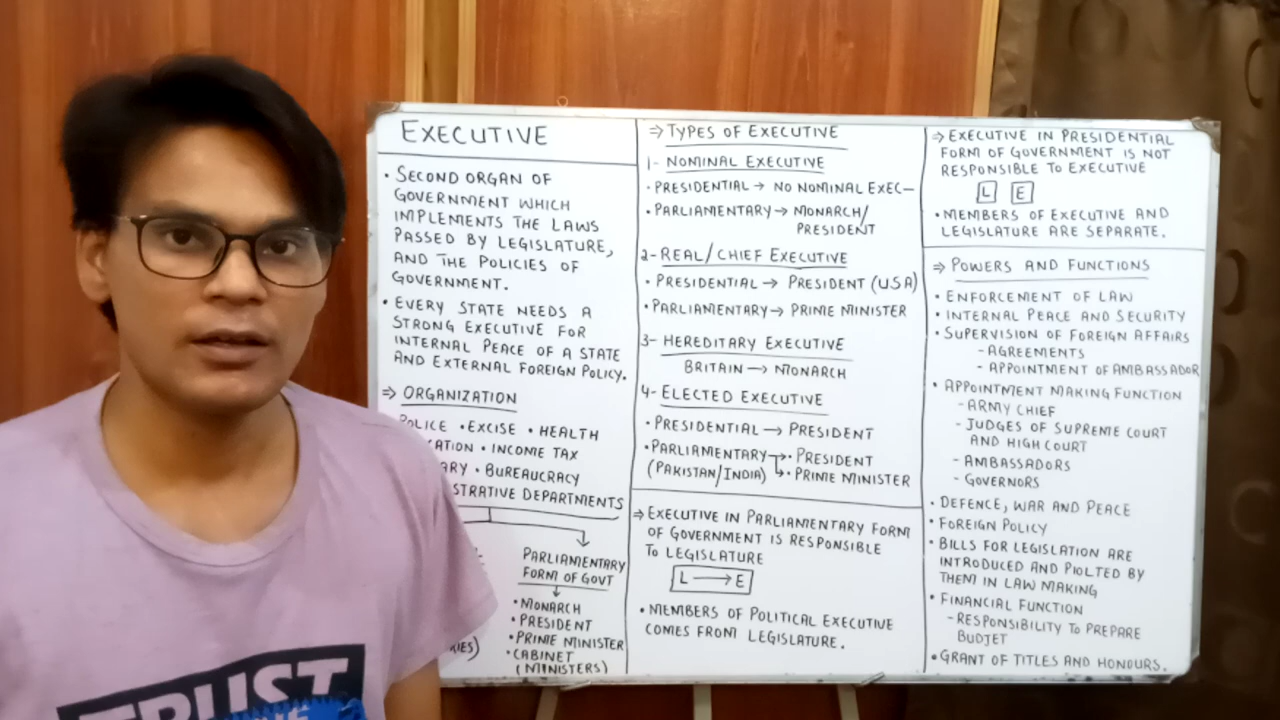 EXECUTIVE
• SECOND ORGAN OF
GOVERNMENT WHICH
IMPLEMENTS THE LAWS
PASSED BY LEGISLATURE,
AND THE POLICIES OF
GOVERNMENT.
• EVERY STATE NEEDS A
STRONG EXECUTIVE FOR
INTERNAL PEACE OF A STATE
AND EXTERNAL FOREIGN POLICY.
⇒ ORGANIZATION
POLICE • EXCISE • HEALTH
• INCOME TAX
• BUREAUCRACY
DEPARTMENTS
PARLIAMENTARY
FORM OF GOVT
• MONARCH
• PRESIDENT
• PRIME MINISTER
• CABINET
(MINISTERS)
⇒ TYPES OF EXECUTIVE
1- NOMINAL EXECUTIVE
• PRESIDENTIAL → NO NOMINAL EXEC-
• PARLIAMENTARY → MONARCH/
PRESIDENT
2- REAL/CHIEF EXECUTIVE
• PRESIDENTIAL → PRESIDENT (USA)
• PARLIAMENTARY → PRIME MINISTER
3- HEREDITARY EXECUTIVE
BRITAIN → MONARCH
4- ELECTED EXECUTIVE
• PRESIDENTIAL → PRESIDENT
• PARLIAMENTARY → • PRESIDENT
(PAKISTAN/INDIA) ↳ • PRIME MINISTER
⇒ EXECUTIVE IN PARLIAMENTARY FORM
OF GOVERNMENT IS RESPONSIBLE
TO LEGISLATURE
L → E
• MEMBERS OF POLITICAL EXECUTIVE
COMES FROM LEGISLATURE.
⇒ EXECUTIVE IN PRESIDENTIAL
FORM OF GOVERNMENT IS NOT
RESPONSIBLE TO EXECUTIVE
L E
• MEMBERS OF EXECUTIVE AND
LEGISLATURE ARE SEPARATE.
⇒ POWERS AND FUNCTIONS
• ENFORCEMENT OF LAW
• INTERNAL PEACE AND SECURITY
• SUPERVISION OF FOREIGN AFFAIRS
- AGREEMENTS
- APPOINTMENT OF AMBASSADOR
• APPOINTMENT MAKING FUNCTION
- ARMY CHIEF
- JUDGES OF SUPREME COURT
AND HIGH COURT
- AMBASSADORS
- GOVERNORS
• DEFENCE, WAR AND PEACE
• FOREIGN POLICY
• BILLS FOR LEGISLATION ARE
INTRODUCED AND PIOLTED BY
THEM IN LAW MAKING
• FINANCIAL FUNCTION
- RESPONSIBILITY TO PREPARE
BUDJET
• GRANT OF TITLES AND HONOURS.
TRUST